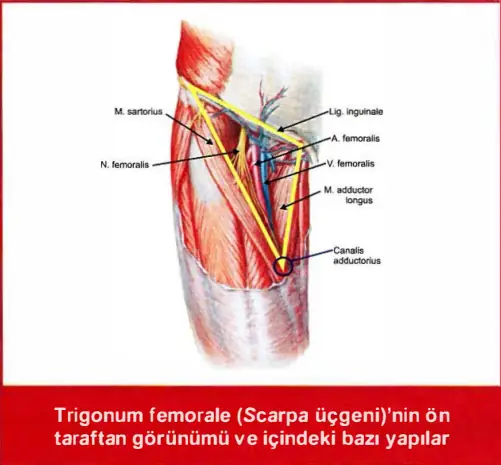 M. sartorius
N. femoralis
Lig. inguinale
A. femoralis
V. femoralis
M. adductor
longus
Canalis
adductorius
Trigonum femorale (Scarpa üçgeni)'nin ön
taraftan görünümü ve içindeki bazı yapılar